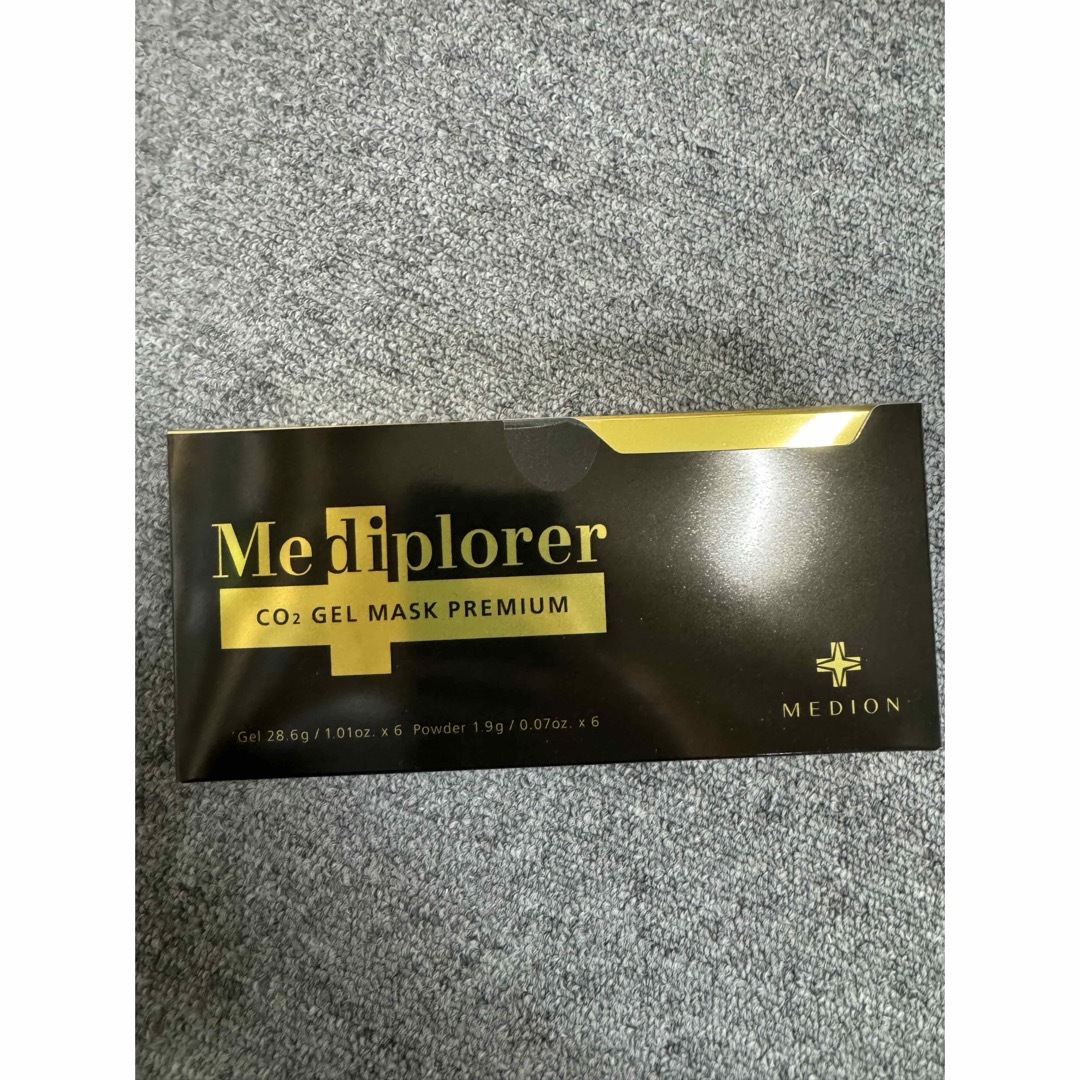 Mediplorer
CO₂ GEL MASK PREMIUM
Gel 28.6g / 1.01oz. x 6 Powder 1.9g / 0.07oz. x 6
MEDION